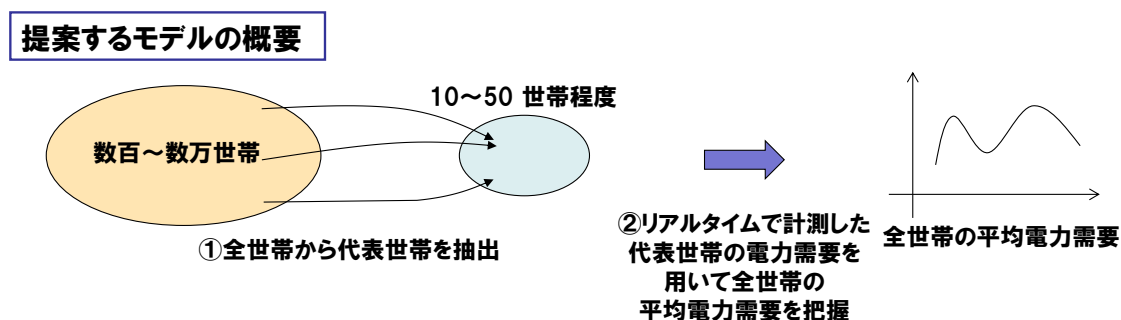 提案するモデルの概要
10～50 世帯程度
数百～数万世帯
①全世帯から代表世帯を抽出
②リアルタイムで計測した
代表世帯の電力需要を
用いて全世帯の
平均電力需要を把握
全世帯の平均電力需要